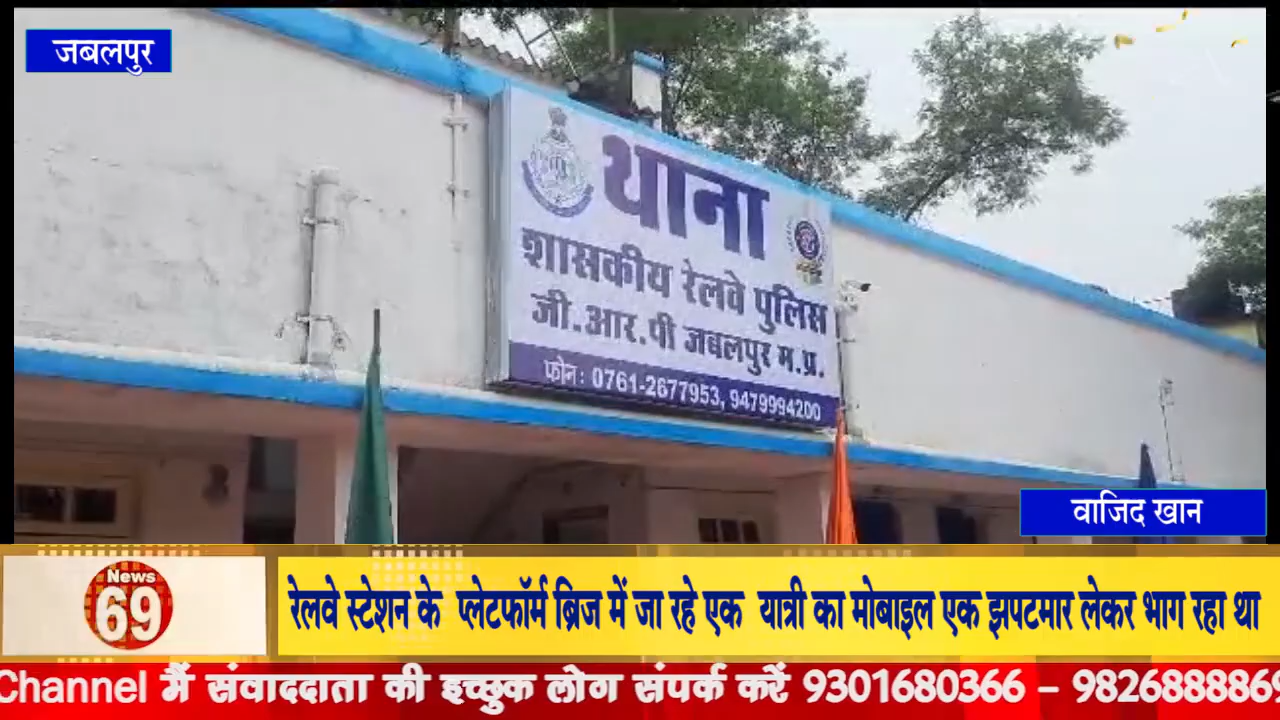 जबलपुर
थाना
शासकीय रेलवे पुलिस
जी.आर.पी जबलपुर म.प्र.
फोन: 0761-2677953, 9479994200
वाजिद खान
News
69
रेलवे स्टेशन के प्लेटफॉर्म ब्रिज में जा रहे एक यात्री का मोबाइल एक झपटमार लेकर भाग रहा था
Channel मैं संवाददाता की इच्छुक लोग संपर्क करें 9301680366 – 9826888869